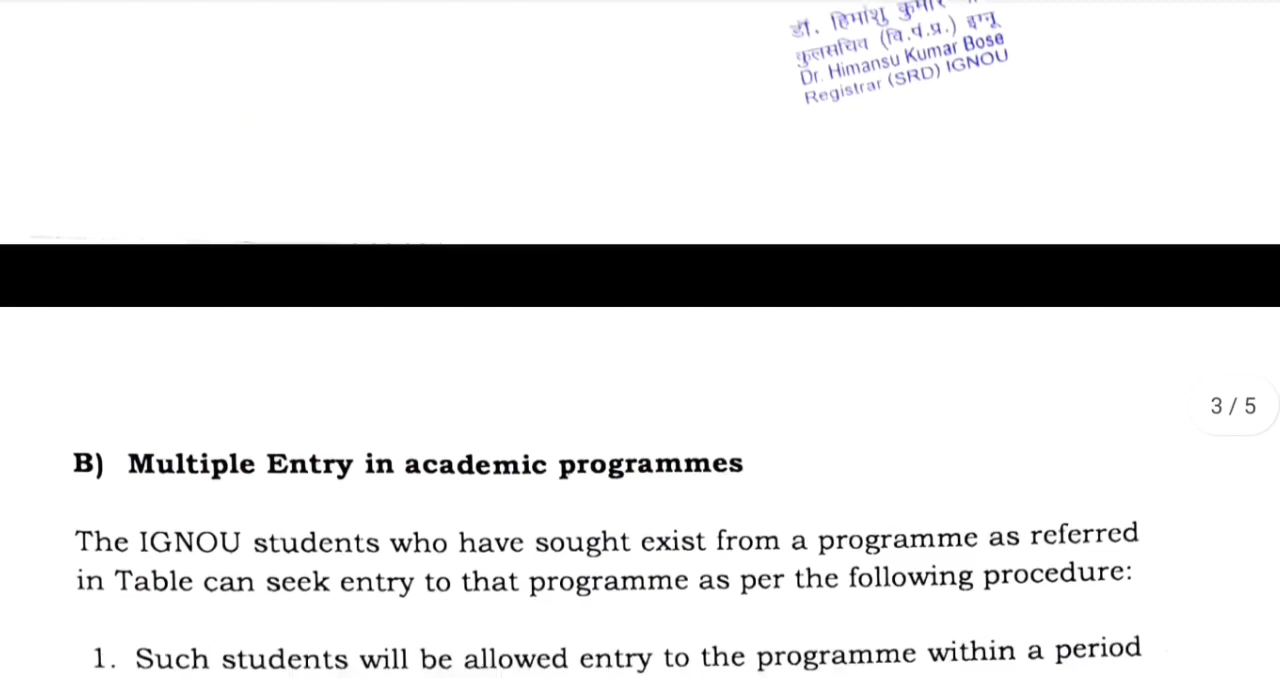 डॉ. हिमांशु कुमार
कुलसचिव (वि.पं.प्र.) इग्नू
Dr. Himansu Kumar Bose
Registrar (SRD) IGNOU
3 / 5
B) Multiple Entry in academic programmes
The IGNOU students who have sought exist from a programme as referred
in Table can seek entry to that programme as per the following procedure:
1. Such students will be allowed entry to the programme within a period